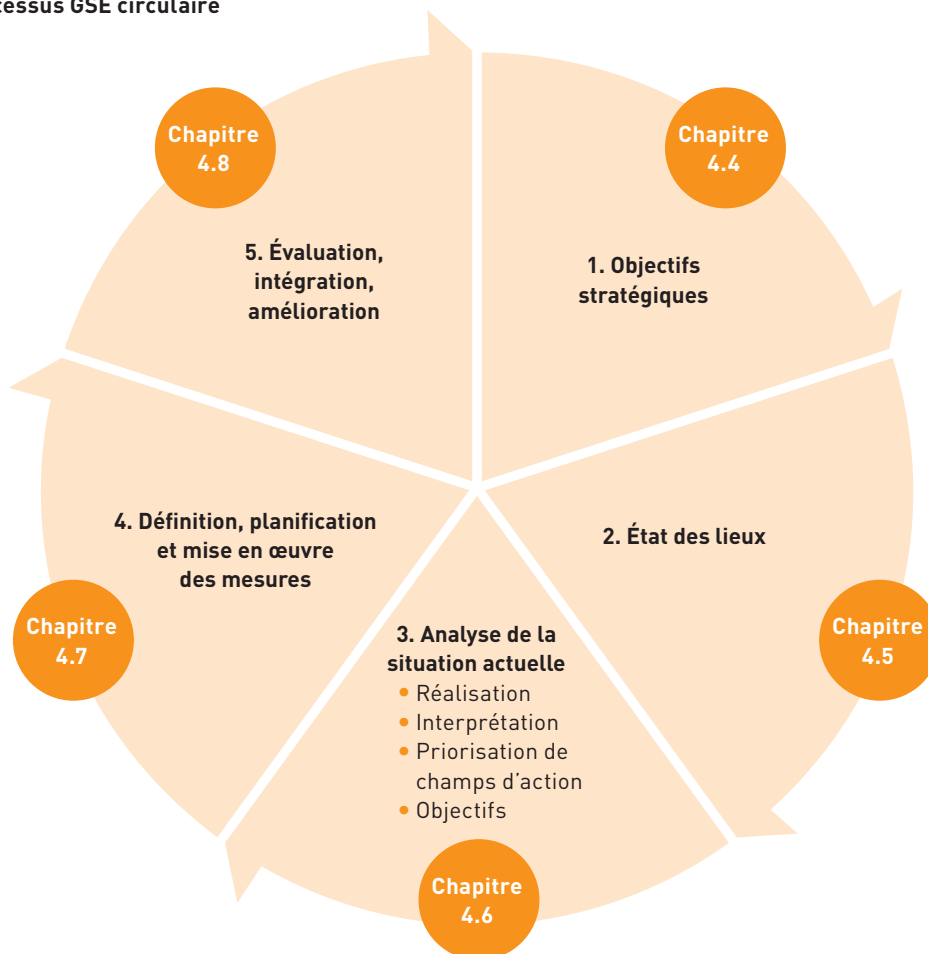 cessus GSE circulaire
Chapitre
4.4
1. Objectifs
stratégiques
2. État des lieux
Chapitre
4.5
3. Analyse de la
situation actuelle
• Réalisation
• Interprétation
• Priorisation de
champs d’action
• Objectifs
Chapitre
4.6
4. Définition, planification
et mise en œuvre
des mesures
Chapitre
4.7
5. Évaluation,
intégration,
amélioration
Chapitre
4.8